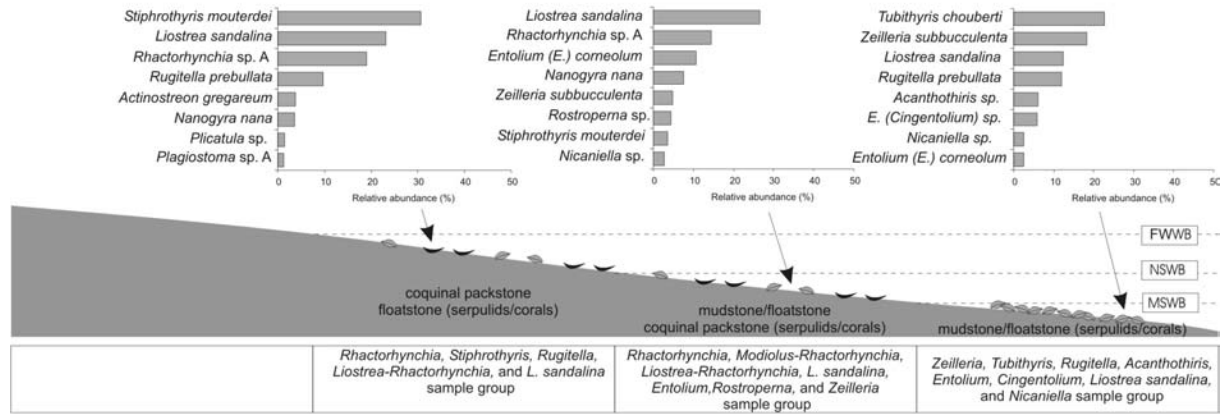 Stiphrothyris mouterdei
Liostrea sandalina
Rhactorhynchia sp. A
Rugitella prebullata
Actinostreon gregareum
Nanogyra nana
Plicatula sp.
Plagiostoma sp. A
0 10 20 30 40 50
Relative abundance (%)
Liostrea sandalina
Rhactorhynchia sp. A
Entolium (E.) corneolum
Nanogyra nana
Zeilleria subbucculenta
Rostroperna sp.
Stiphrothyris mouterdei
Nicaniella sp.
0 10 20 30 40 50
Relative abundance (%)
Tubithyris chouberti
Zeilleria subbucculenta
Liostrea sandalina
Rugitella prebullata
Acanthothiris sp.
E. (Cingentolium) sp.
Nicaniella sp.
Entolium (E.) corneolum
0 10 20 30 40 50
Relative abundance (%)
FWWB
NSWB
MSWB
coquinal packstone
floatstone (serpulids/corals)
mudstone/floatstone
coquinal packstone (serpulids/corals)
mudstone/floatstone (serpulids/corals)
Rhactorhynchia, Stiphrothyris, Rugitella,
Liostrea-Rhactorhynchia, and L. sandalina
sample group
Rhactorhynchia, Modiolus-Rhactorhynchia,
Liostrea-Rhactorhynchia, L. sandalina,
Entolium,Rostroperna, and Zeilleria
sample group
Zeilleria, Tubithyris, Rugitella, Acanthothiris,
Entolium, Cingentolium, Liostrea sandalina,
and Nicaniella sample group